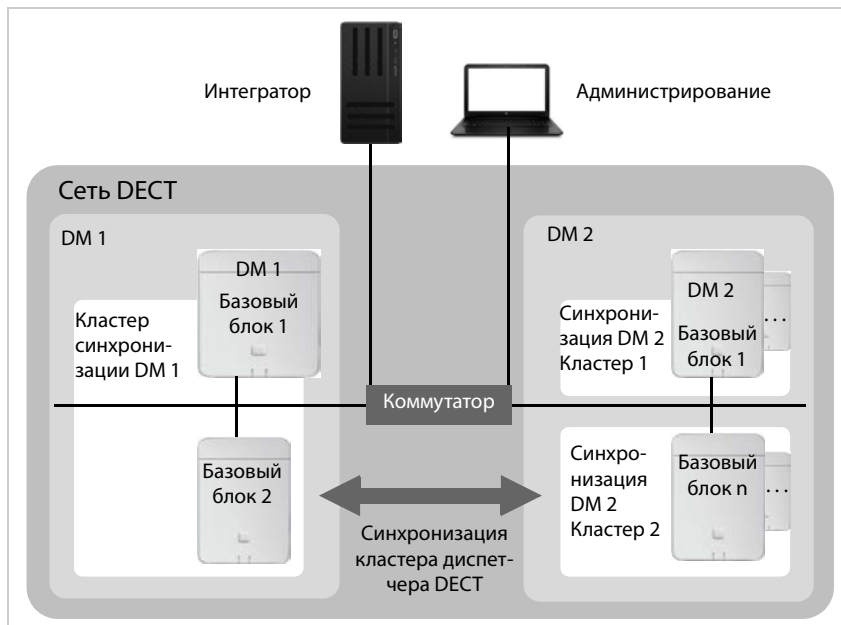 Интегратор
Администрирование
Сеть DECT
DM 1
DM 1
Базовый
блок 1
Кластер
синхрони-
зации DM 1
Базовый
блок 2
Коммутатор
Синхронизация
кластера диспет-
чера DECT
DM 2
DM 2
Базовый
блок 1
...
Синхрони-
зация DM 2
Кластер 1
Синхро-
низация
DM 2
Кластер 2
Базовый
блок n
...